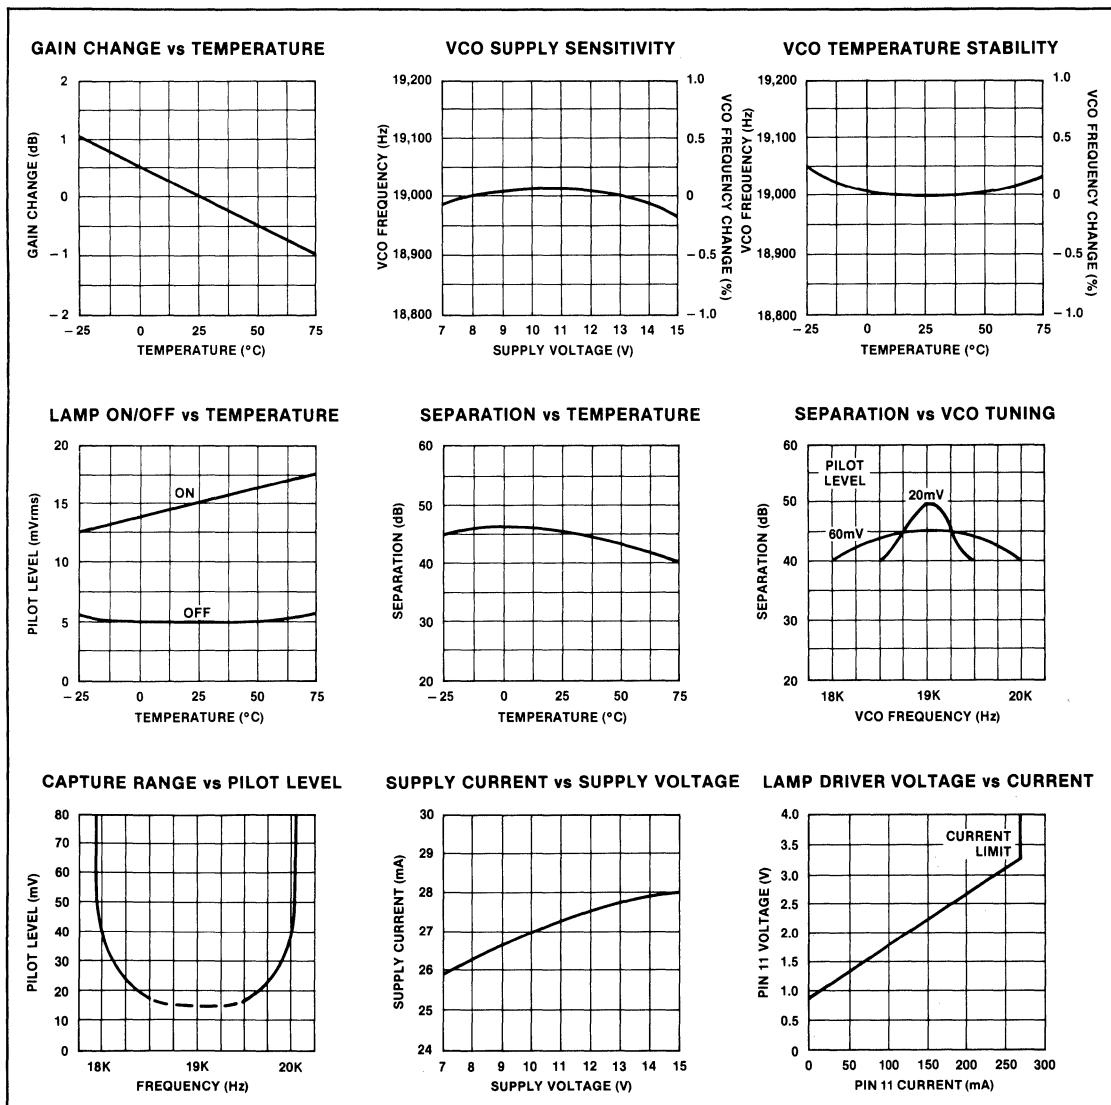 GAIN CHANGE vs TEMPERATURE
GAIN CHANGE (dB)
2
1
0
– 1
– 2
– 25 0 25 50 75
TEMPERATURE (°C)
VCO SUPPLY SENSITIVITY
VCO FREQUENCY (Hz)
19,200
19,100
19,000
18,900
18,800
1.0
0.5
0
– 0.5
– 1.0
VCO FREQUENCY CHANGE (%)
7 8 9 10 11 12 13 14 15
SUPPLY VOLTAGE (V)
VCO TEMPERATURE STABILITY
VCO FREQUENCY (Hz)
19,200
19,100
19,000
18,900
18,800
1.0
0.5
0
– 0.5
– 1.0
VCO FREQUENCY CHANGE (%)
– 25 0 25 50 75
TEMPERATURE (°C)
LAMP ON/OFF vs TEMPERATURE
PILOT LEVEL (mVrms)
20
15
10
5
0
ON
OFF
– 25 0 25 50 75
TEMPERATURE (°C)
SEPARATION vs TEMPERATURE
SEPARATION (dB)
60
50
40
30
20
– 25 0 25 50 75
TEMPERATURE (°C)
SEPARATION vs VCO TUNING
SEPARATION (dB)
60
50
40
30
20
PILOT
LEVEL
20mV
60mV
18K 19K 20K
VCO FREQUENCY (Hz)
CAPTURE RANGE vs PILOT LEVEL
PILOT LEVEL (mV)
80
70
60
50
40
30
20
10
0
18K 19K 20K
FREQUENCY (Hz)
SUPPLY CURRENT vs SUPPLY VOLTAGE
SUPPLY CURRENT (mA)
30
29
28
27
26
25
24
7 8 9 10 11 12 13 14 15
SUPPLY VOLTAGE (V)
LAMP DRIVER VOLTAGE vs CURRENT
PIN 11 VOLTAGE (V)
4.0
3.5
3.0
2.5
2.0
1.5
1.0
0.5
0
CURRENT
LIMIT
0 50 100 150 200 250 300
PIN 11 CURRENT (mA)